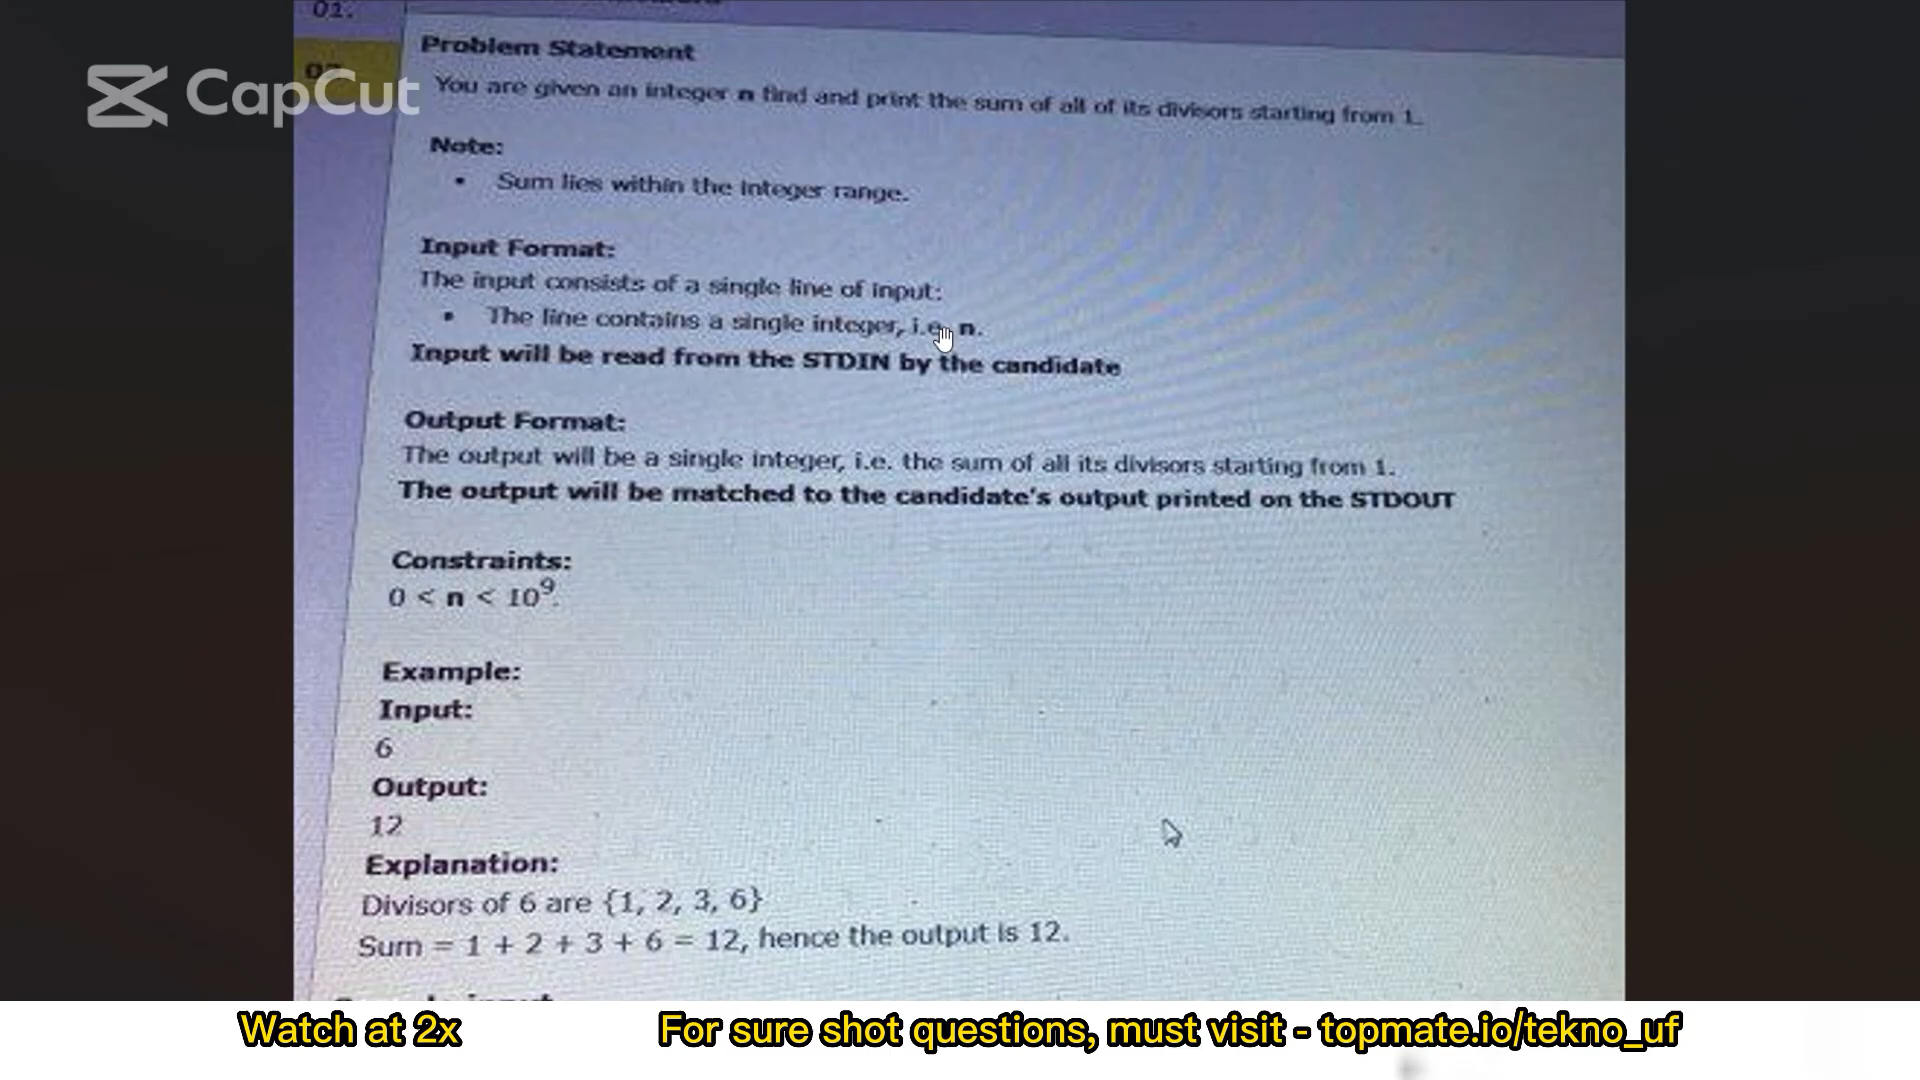 01.
Problem Statement
07
CapCut
You are given an integer n find and print the sum of all of its divisors starting from 1.
Note:
• Sum lies within the integer range.
Input Format:
The input consists of a single line of input:
• The line contains a single integer, i.e. n.
Input will be read from the STDIN by the candidate
Output Format:
The output will be a single integer, i.e. the sum of all its divisors starting from 1.
The output will be matched to the candidate's output printed on the STDOUT
Constraints:
0 < n < 10⁹.
Example:
Input:
6
Output:
12
Explanation:
Divisors of 6 are {1, 2, 3, 6}
Sum = 1 + 2 + 3 + 6 = 12, hence the output is 12.
Watch at 2x
For sure shot questions, must visit - topmate.io/tekno_uf